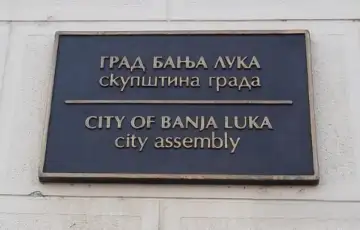 ГРАД БАЊА ЛУКА
скупштина града
CITY OF BANJA LUKA
city assembly